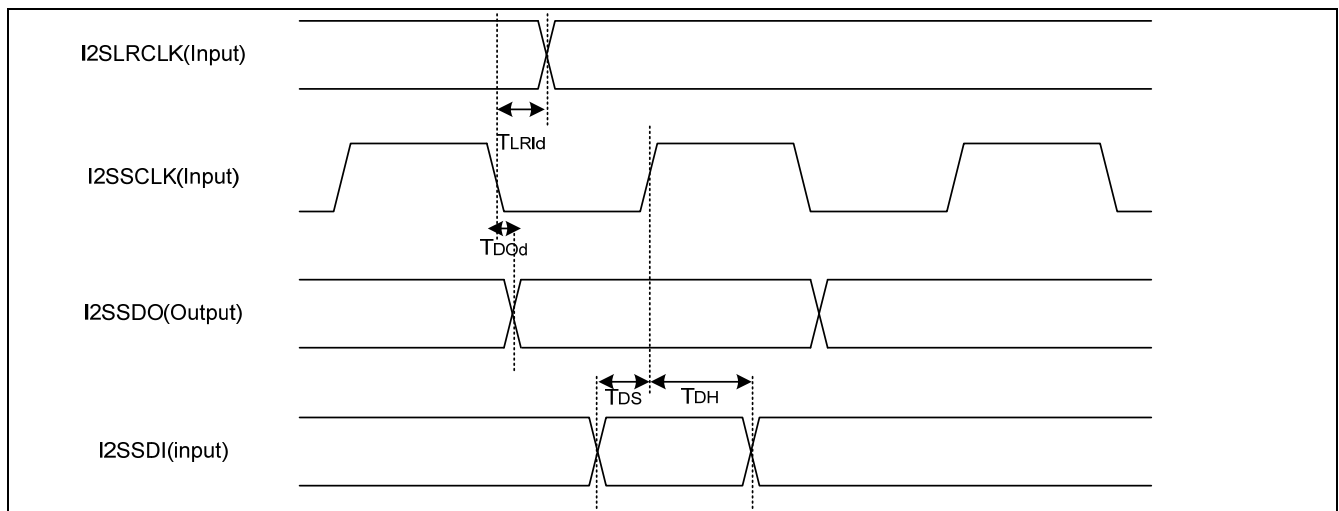 I2SLRCLK(Input)
TLRId
I2SSCLK(Input)
TDOd
I2SSDO(Output)
TDS
TDH
I2SSDI(input)